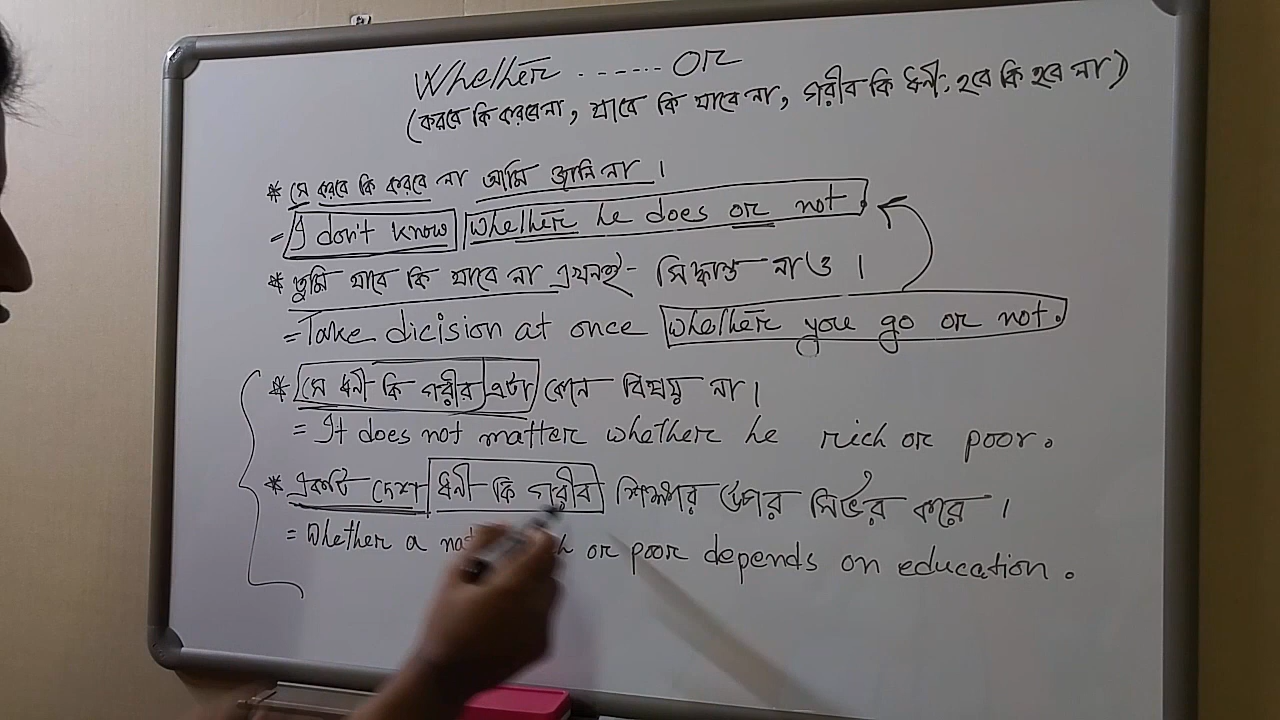 Whether ....... or
(করবে কি করবেনা, যাবে কি যাবে না, গরীব কি ধনী, হবে কি হবে না)
* সে করবে কি করবে না আমি জানি না ।
= I don't know whether he does or not.
* তুমি যাবে কি যাবে না এখনই সিদ্ধান্ত নাও ।
= Take dicision at once whether you go or not.
* সে ধনী কি গরীব এটা কোন বিষয় না ।
= It does not matter whether he rich or poor.
* একটি দেশ ধনী কি গরীব শিক্ষার উপর নির্ভর করে ।
= Whether a or poor depends on education.